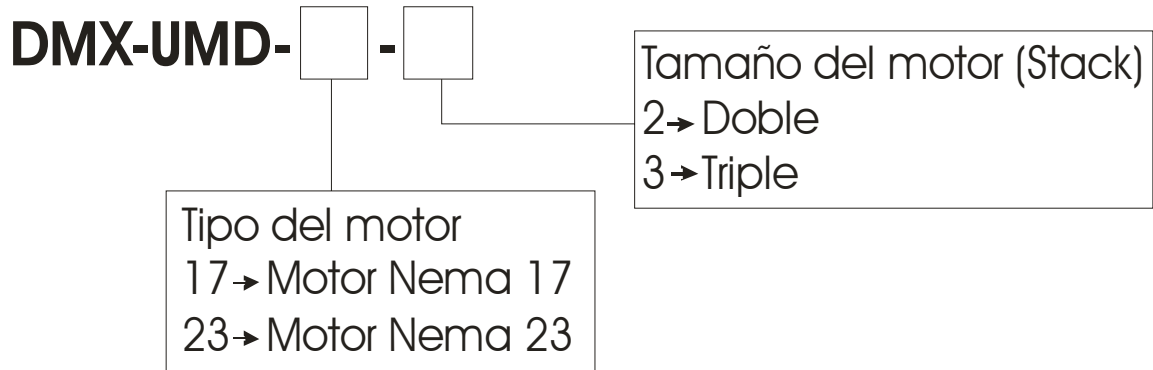 DMX-UMD- -
Tamaño del motor (Stack)
2→Doble
3→Triple
Tipo del motor
17→Motor Nema 17
23→Motor Nema 23